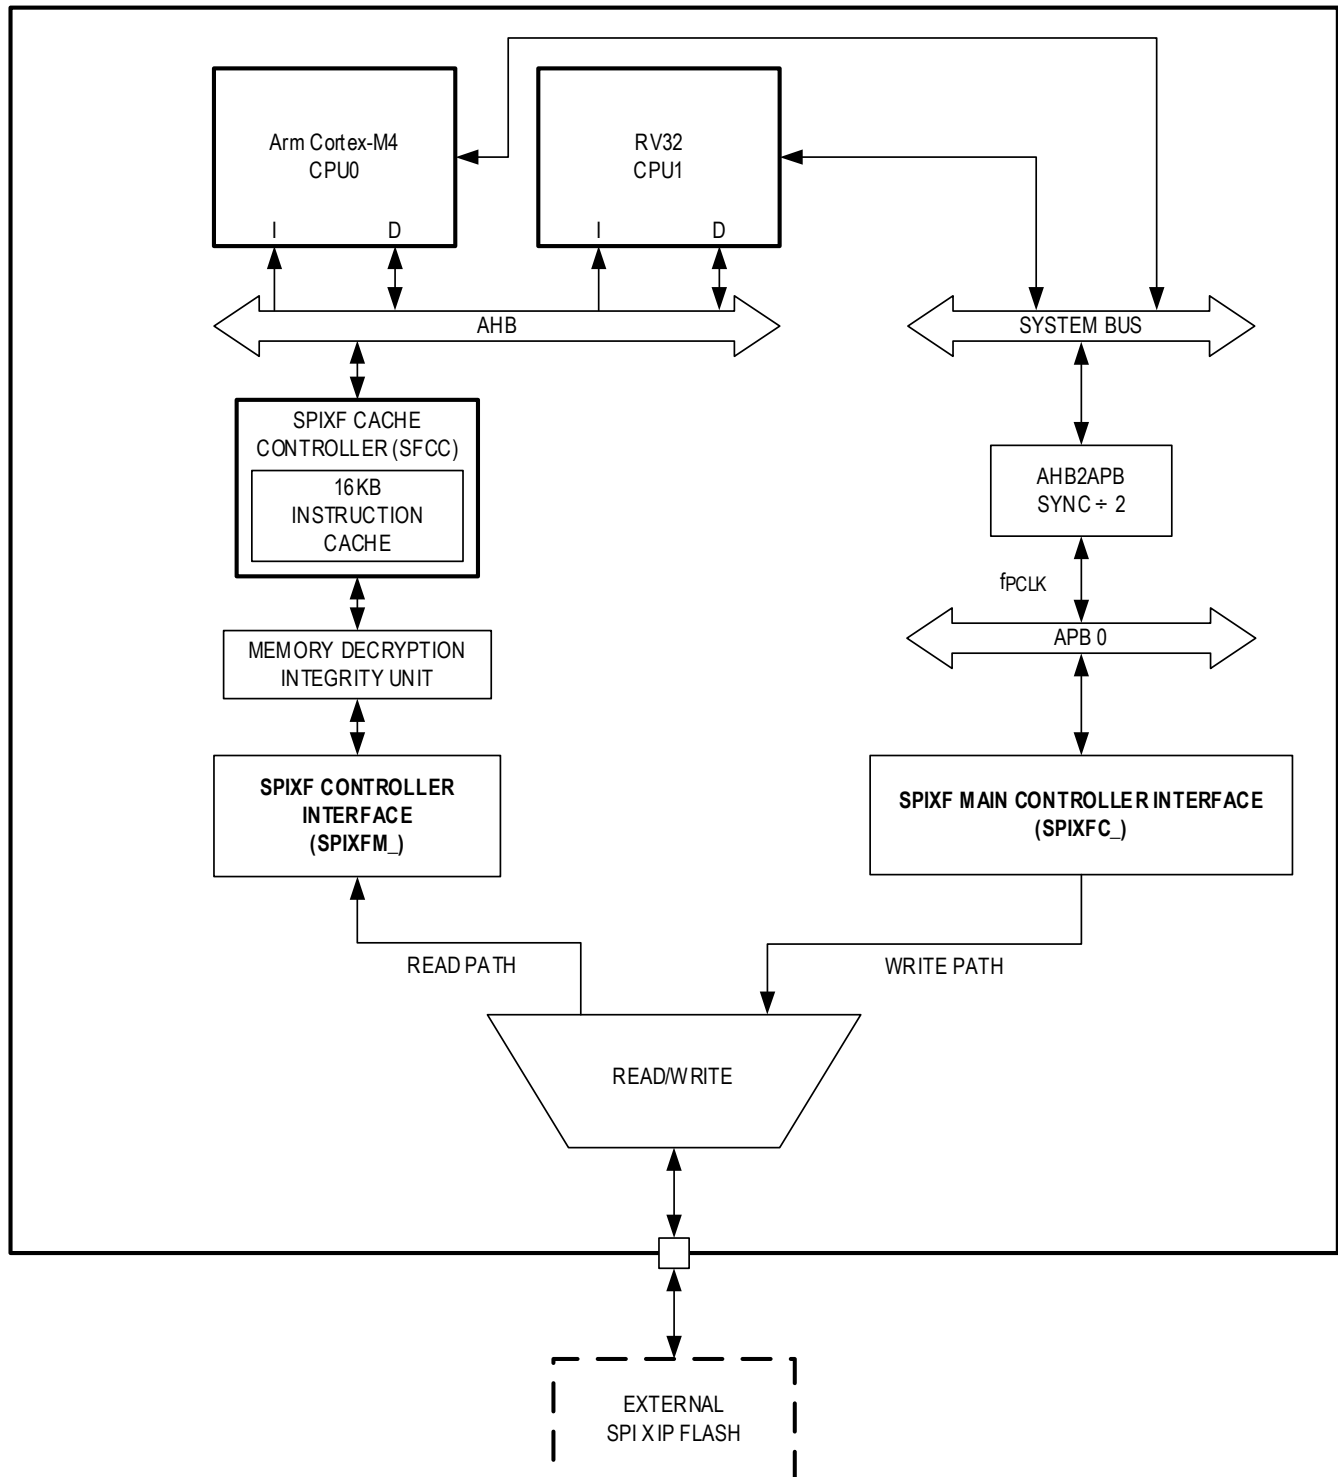 Arm Cortex-M4
CPU0
I
D
RV32
CPU1
I
D
AHB
SYSTEM BUS
SPIXF CACHE
CONTROLLER (SFCC)
16KB
INSTRUCTION
CACHE
AHB2APB
SYNC ÷ 2
fPCLK
APB 0
MEMORY DECRYPTION
INTEGRITY UNIT
SPIXF CONTROLLER
INTERFACE
(SPIXFM_)
SPIXF MAIN CONTROLLER INTERFACE
(SPIXFC_)
READ PATH
WRITE PATH
READ/WRITE
EXTERNAL
SPI XIP FLASH